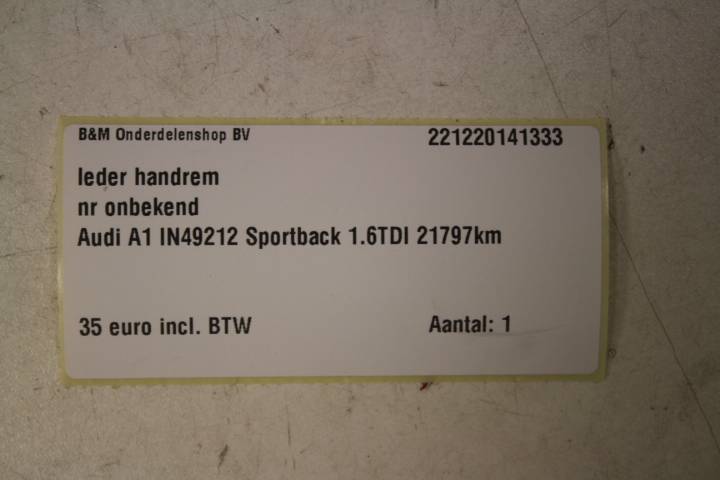 B&M Onderdelenshop BV 221220141333
leder handrem
nr onbekend
Audi A1 IN49212 Sportback 1.6TDI 21797km
35 euro incl. BTW Aantal: 1